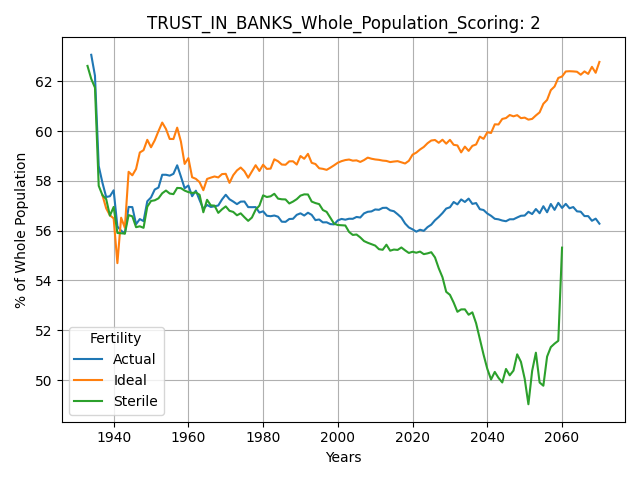 TRUST_IN_BANKS_Whole_Population_Scoring: 2
% of Whole Population
62
60
58
56
54
52
50
Fertility
Actual
Ideal
Sterile
1940 1960 1980 2000 2020 2040 2060
Years